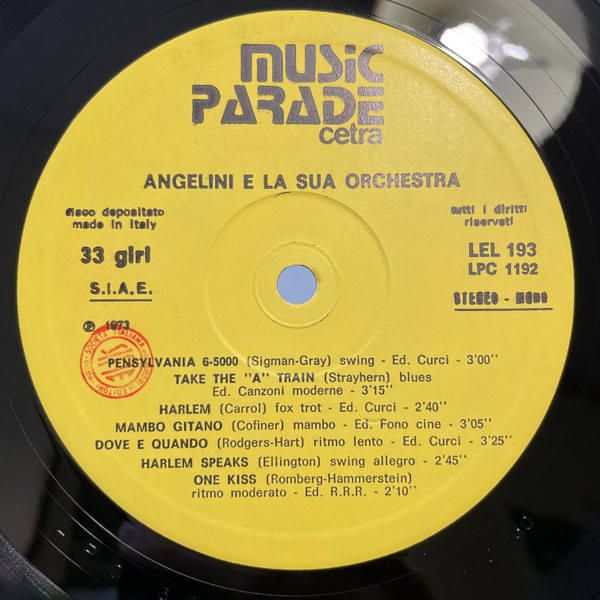 MUSIC
PARADE
cetra
ANGELINI E LA SUA ORCHESTRA
disco depositato
made in Italy
tutti i diritti
riservati
33 giri
LEL 193
LPC 1192
S.I.A.E.
STEREO - MONO
℗ 1973
PENSYLVANIA 6-5000 (Sigman-Gray) swing - Ed. Curci - 3'00''
TAKE THE "A" TRAIN (Strayhern) blues
Ed. Canzoni moderne - 3'15''
HARLEM (Carrol) fox trot - Ed. Curci - 2'40''
MAMBO GITANO (Cofiner) mambo - Ed. Fono cine - 3'05''
DOVE E QUANDO (Rodgers-Hart) ritmo lento - Ed. Curci - 3'25''
HARLEM SPEAKS (Ellington) swing allegro - 2'45''
ONE KISS (Romberg-Hammerstein)
ritmo moderato - Ed. R.R.R. - 2'10''